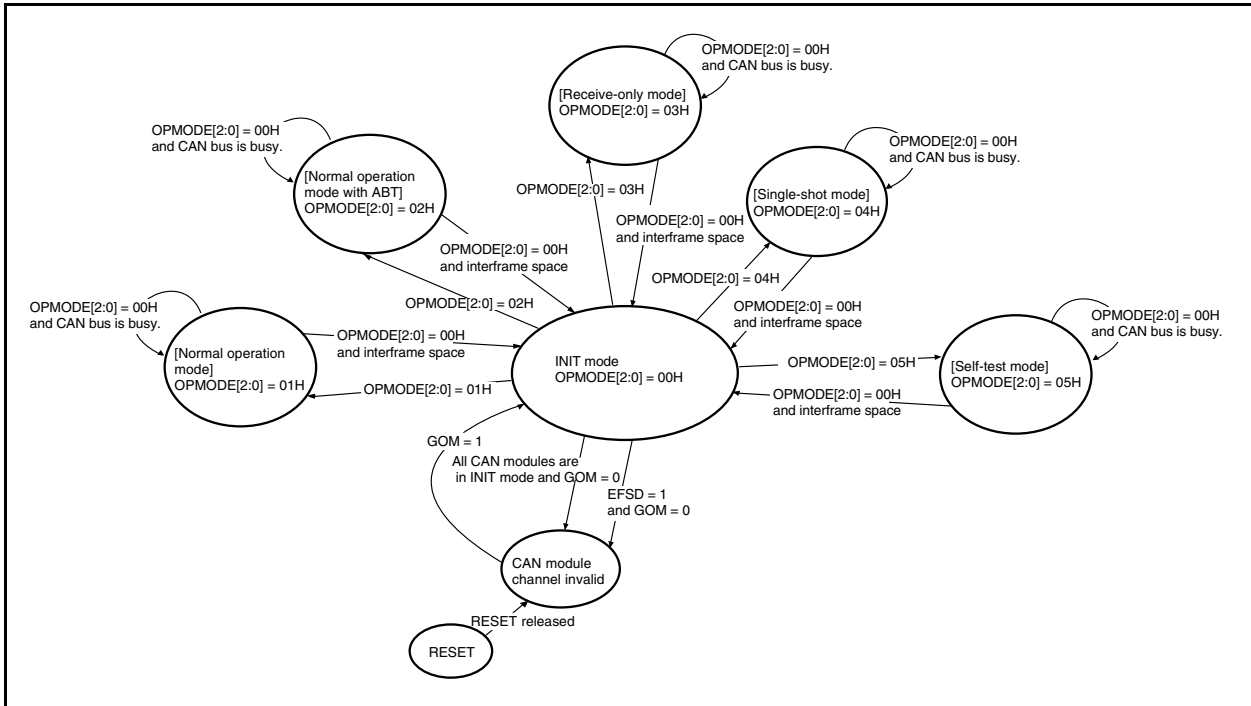 OPMODE[2:0] = 00H
and CAN bus is busy.
[Receive-only mode]
OPMODE[2:0] = 03H
OPMODE[2:0] = 00H
and CAN bus is busy.
[Normal operation
mode with ABT]
OPMODE[2:0] = 02H
OPMODE[2:0] = 00H
and CAN bus is busy.
[Single-shot mode]
OPMODE[2:0] = 04H
OPMODE[2:0] = 03H
OPMODE[2:0] = 00H
and interframe space
OPMODE[2:0] = 00H
and interframe space
OPMODE[2:0] = 04H
OPMODE[2:0] = 02H
OPMODE[2:0] = 00H
and interframe space
OPMODE[2:0] = 00H
and CAN bus is busy.
[Normal operation
mode]
OPMODE[2:0] = 01H
OPMODE[2:0] = 00H
and interframe space
OPMODE[2:0] = 01H
INIT mode
OPMODE[2:0] = 00H
OPMODE[2:0] = 00H
and CAN bus is busy.
OPMODE[2:0] = 05H
[Self-test mode]
OPMODE[2:0] = 05H
OPMODE[2:0] = 00H
and interframe space
GOM = 1
All CAN modules are
in INIT mode and GOM = 0
EFSD = 1
and GOM = 0
CAN module
channel invalid
RESET released
RESET